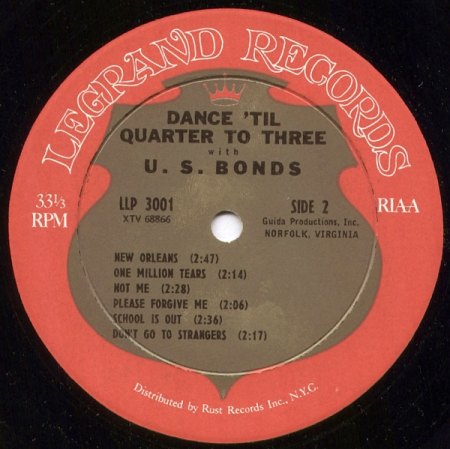 LEGRAND RECORDS
DANCE 'TIL
QUARTER TO THREE
with
U. S. BONDS
33⅓
RPM
LLP 3001
XTV 68866
SIDE 2
Guida Productions, Inc.
NORFOLK, VIRGINIA
RIAA
NEW ORLEANS (2:47)
ONE MILLION TEARS (2:14)
NOT ME (2:28)
PLEASE FORGIVE ME (2:06)
SCHOOL IS OUT (2:36)
DON'T GO TO STRANGERS (2:17)
Distributed by Rust Records Inc., N.Y.C.